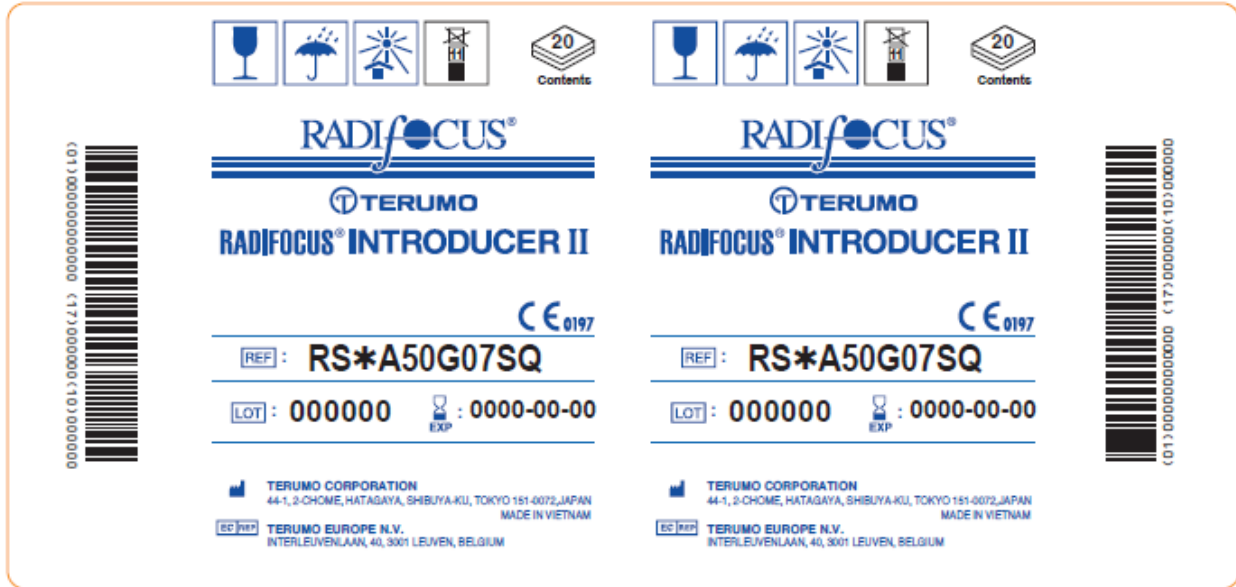 20
Contents
RADIFOCUS®
TERUMO
RADIFOCUS® INTRODUCER II
CE 0197
REF : RS*A50G07SQ
LOT : 000000 EXP : 0000-00-00
TERUMO CORPORATION
44-1, 2-CHOME, HATAGAYA, SHIBUYA-KU, TOKYO 151-0072,JAPAN
MADE IN VIETNAM
EC REP TERUMO EUROPE N.V.
INTERLEUVENLAAN, 40, 3001 LEUVEN, BELGIUM
20
Contents
RADIFOCUS®
TERUMO
RADIFOCUS® INTRODUCER II
CE 0197
REF : RS*A50G07SQ
LOT : 000000 EXP : 0000-00-00
TERUMO CORPORATION
44-1, 2-CHOME, HATAGAYA, SHIBUYA-KU, TOKYO 151-0072,JAPAN
MADE IN VIETNAM
EC REP TERUMO EUROPE N.V.
INTERLEUVENLAAN, 40, 3001 LEUVEN, BELGIUM